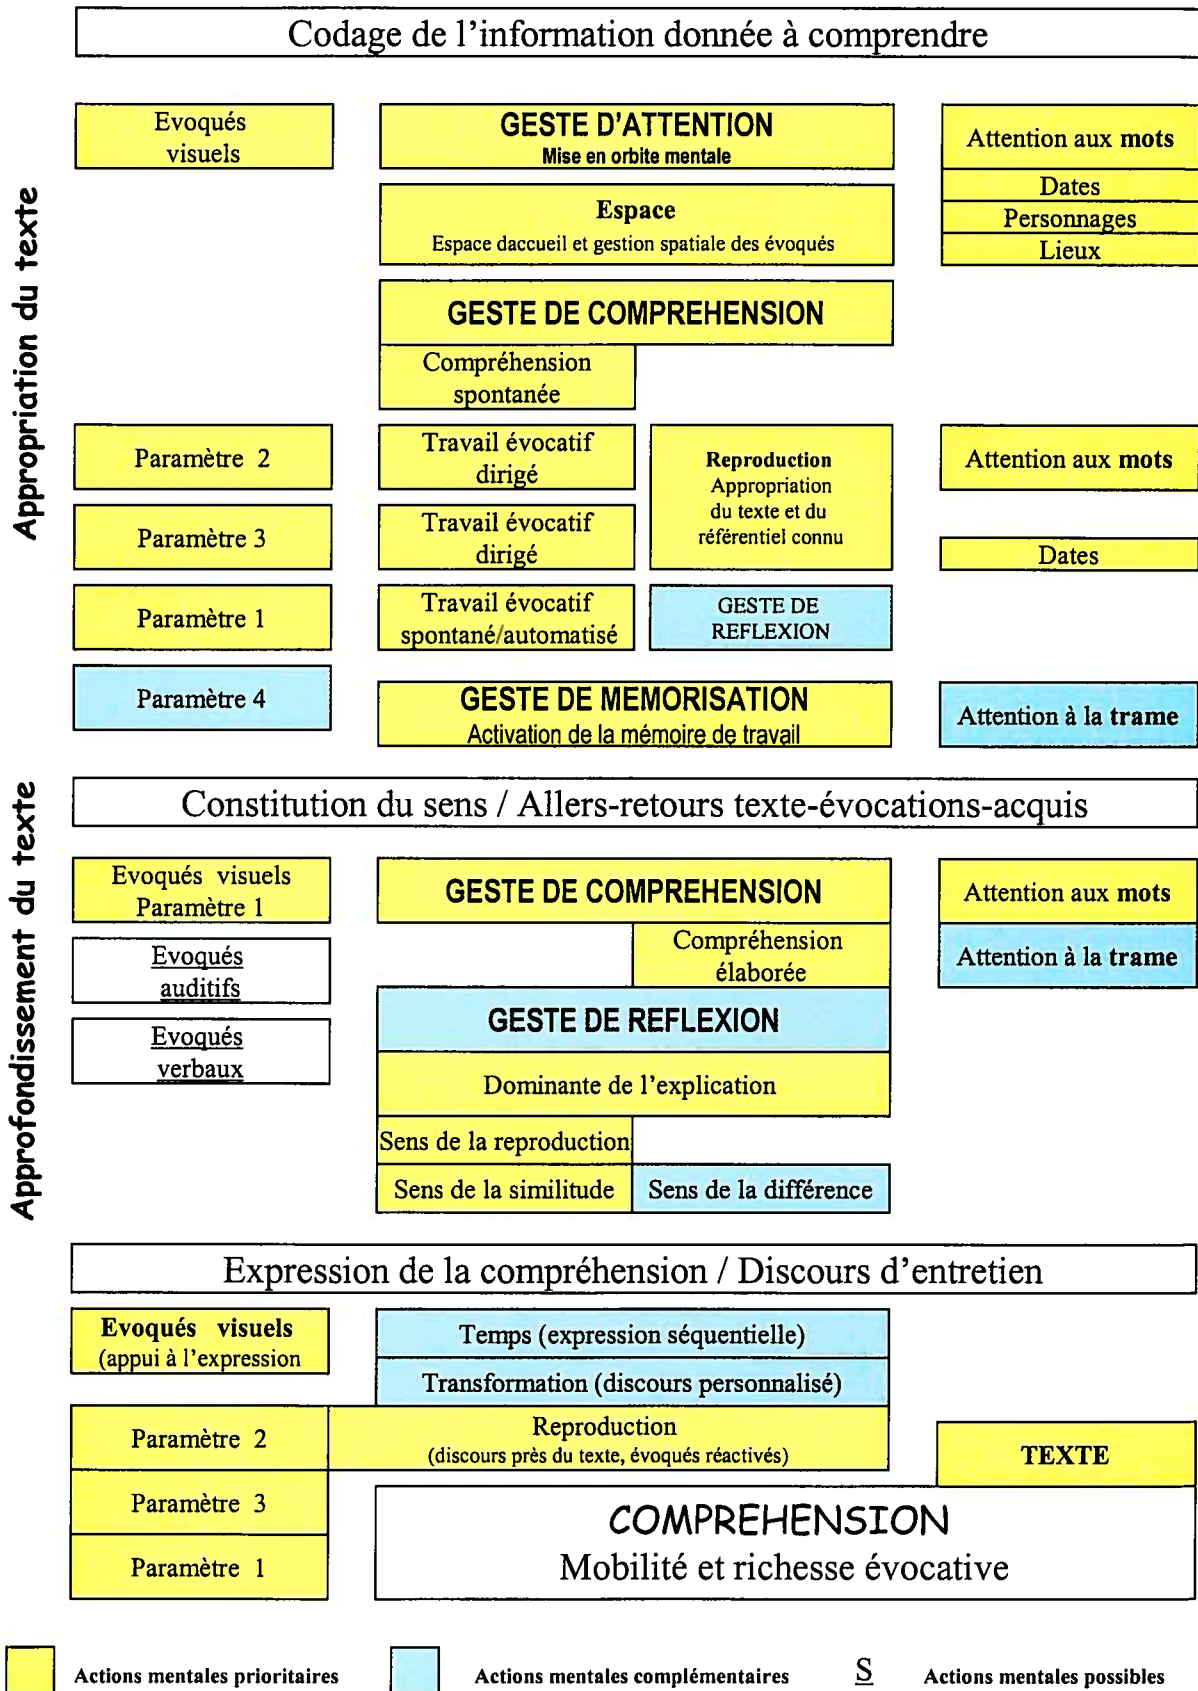 Codage de l'information donnée à comprendre
Appropriation du texte
Evoqués
visuels
GESTE D'ATTENTION
Mise en orbite mentale
Attention aux mots
Dates
Personnages
Lieux
Espace
Espace daccueil et gestion spatiale des évoqués
GESTE DE COMPREHENSION
Compréhension
spontanée
Paramètre 2
Travail évocatif
dirigé
Reproduction
Appropriation
du texte et du
référentiel connu
Attention aux mots
Paramètre 3
Travail évocatif
dirigé
Dates
Paramètre 1
Travail évocatif
spontané/automatisé
GESTE DE
REFLEXION
Paramètre 4
GESTE DE MEMORISATION
Activation de la mémoire de travail
Attention à la trame
Constitution du sens / Allers-retours texte-évocations-acquis
Approfondissement du texte
Evoqués visuels
Paramètre 1
GESTE DE COMPREHENSION
Attention aux mots
Evoqués
auditifs
Compréhension
élaborée
Attention à la trame
Evoqués
verbaux
GESTE DE REFLEXION
Dominante de l'explication
Sens de la reproduction
Sens de la similitude
Sens de la différence
Expression de la compréhension / Discours d'entretien
Evoqués visuels
(appui à l'expression
Temps (expression séquentielle)
Transformation (discours personnalisé)
Paramètre 2
Reproduction
(discours près du texte, évoqués réactivés)
TEXTE
Paramètre 3
Paramètre 1
COMPREHENSION
Mobilité et richesse évocative
Actions mentales prioritaires
Actions mentales complémentaires
S
Actions mentales possibles